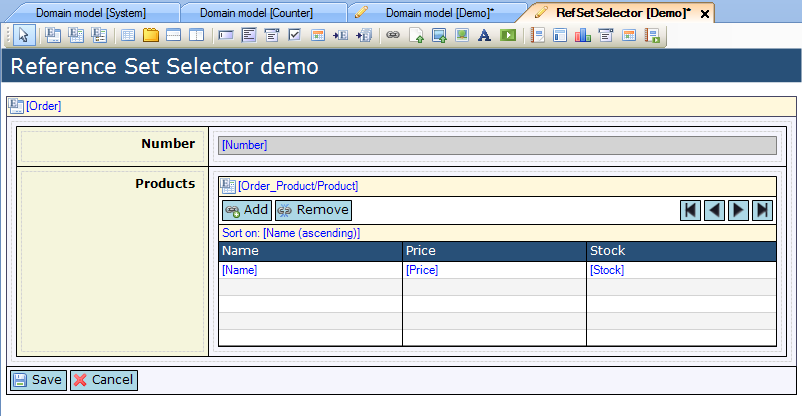 Domain model [System] Domain model [Counter] Domain model [Demo]* RefSetSelector [Demo]*
Reference Set Selector demo
[Order]
Number [Number]
Products [Order_Product/Product]
Add Remove
Sort on: [Name (ascending)]
Name Price Stock
[Name] [Price] [Stock]
Save Cancel